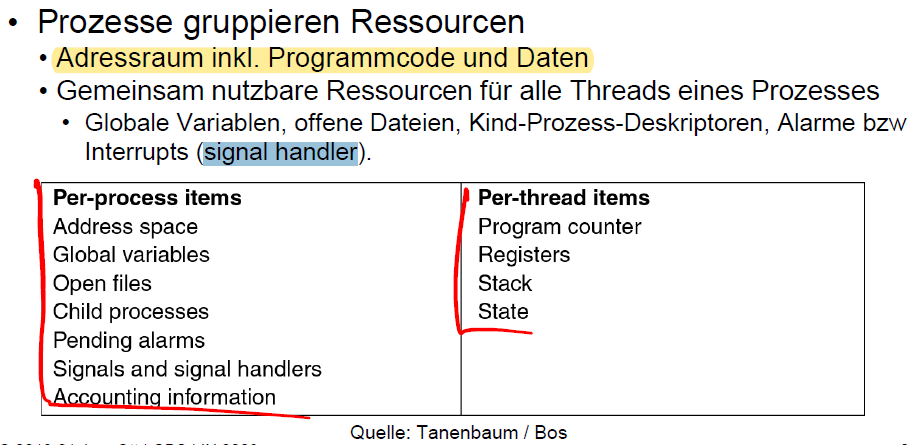 • Prozesse gruppieren Ressourcen
• Adressraum inkl. Programmcode und Daten
• Gemeinsam nutzbare Ressourcen für alle Threads eines Prozesses
• Globale Variablen, offene Dateien, Kind-Prozess-Deskriptoren, Alarme bzw
Interrupts (signal handler).
Per-process items
Address space
Global variables
Open files
Child processes
Pending alarms
Signals and signal handlers
Accounting information
Per-thread items
Program counter
Registers
Stack
State
Quelle: Tanenbaum / Bos